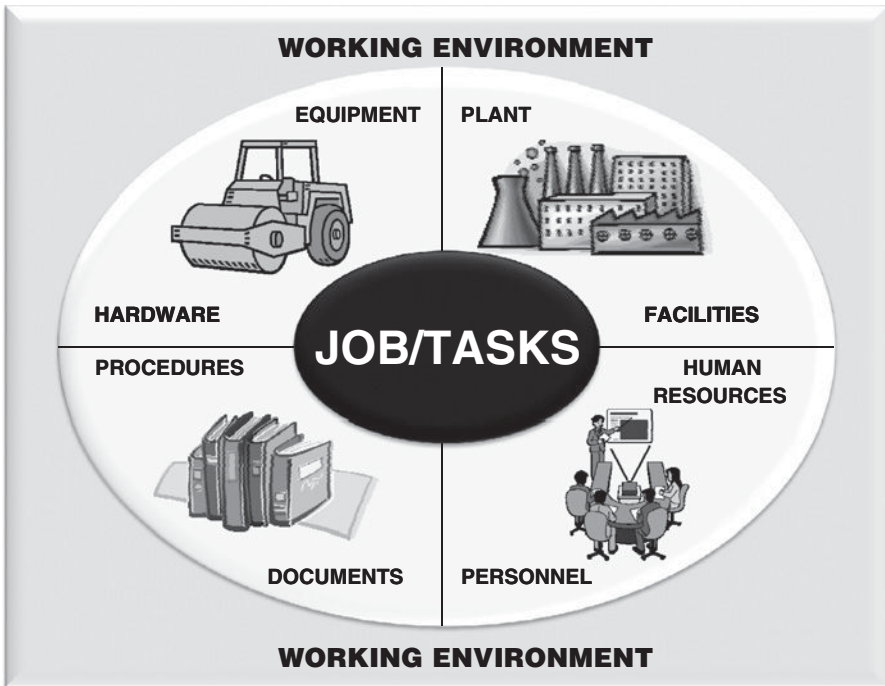 WORKING ENVIRONMENT
EQUIPMENT
PLANT
HARDWARE
FACILITIES
JOB/TASKS
PROCEDURES
HUMAN
RESOURCES
DOCUMENTS
PERSONNEL
WORKING ENVIRONMENT